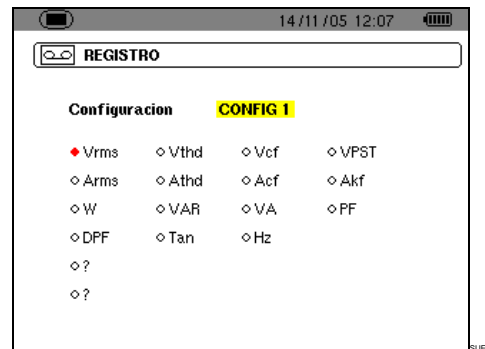 14/11/05 12:07
REGISTRO
Configuracion CONFIG 1
Vrms Vthd Vcf VPST
Arms Athd Acf Akf
W VAR VA PF
DPF Tan Hz
?
?